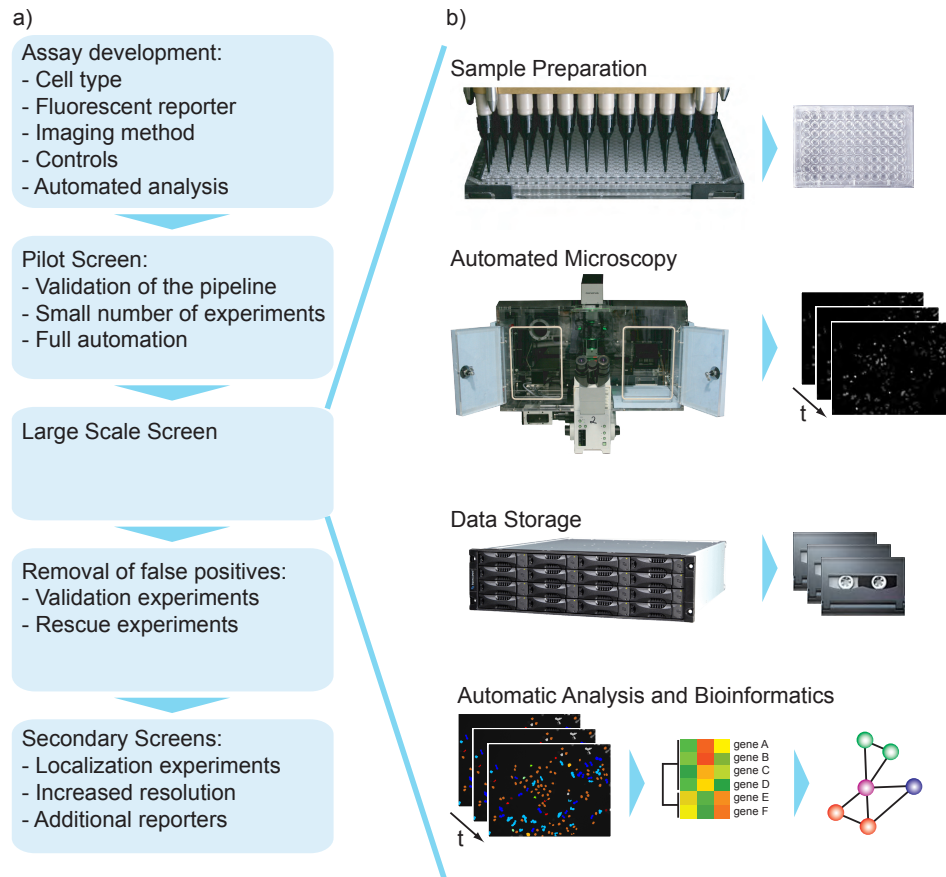 a)
Assay development:
- Cell type
- Fluorescent reporter
- Imaging method
- Controls
- Automated analysis
Pilot Screen:
- Validation of the pipeline
- Small number of experiments
- Full automation
Large Scale Screen
Removal of false positives:
- Validation experiments
- Rescue experiments
Secondary Screens:
- Localization experiments
- Increased resolution
- Additional reporters
b)
Sample Preparation
Automated Microscopy
2
t
Data Storage
Automatic Analysis and Bioinformatics
t
gene A
gene B
gene C
gene D
gene E
gene F